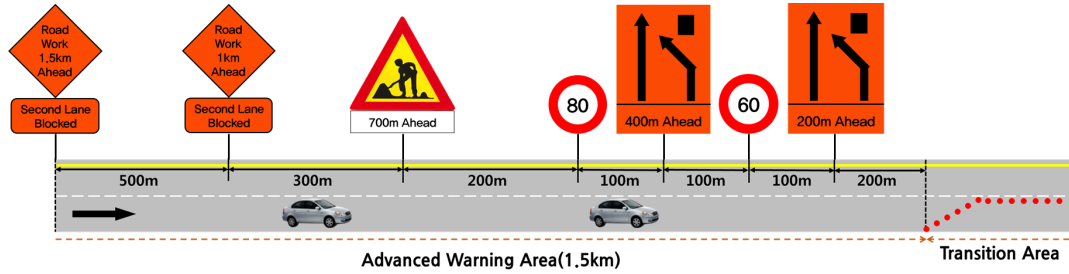 Road
Work
1.5km
Ahead
Second Lane
Blocked
Road
Work
1km
Ahead
Second Lane
Blocked
700m Ahead
80
400m Ahead
60
200m Ahead
500m
300m
200m
100m
100m
100m
200m
Advanced Warning Area(1.5km)
Transition Area